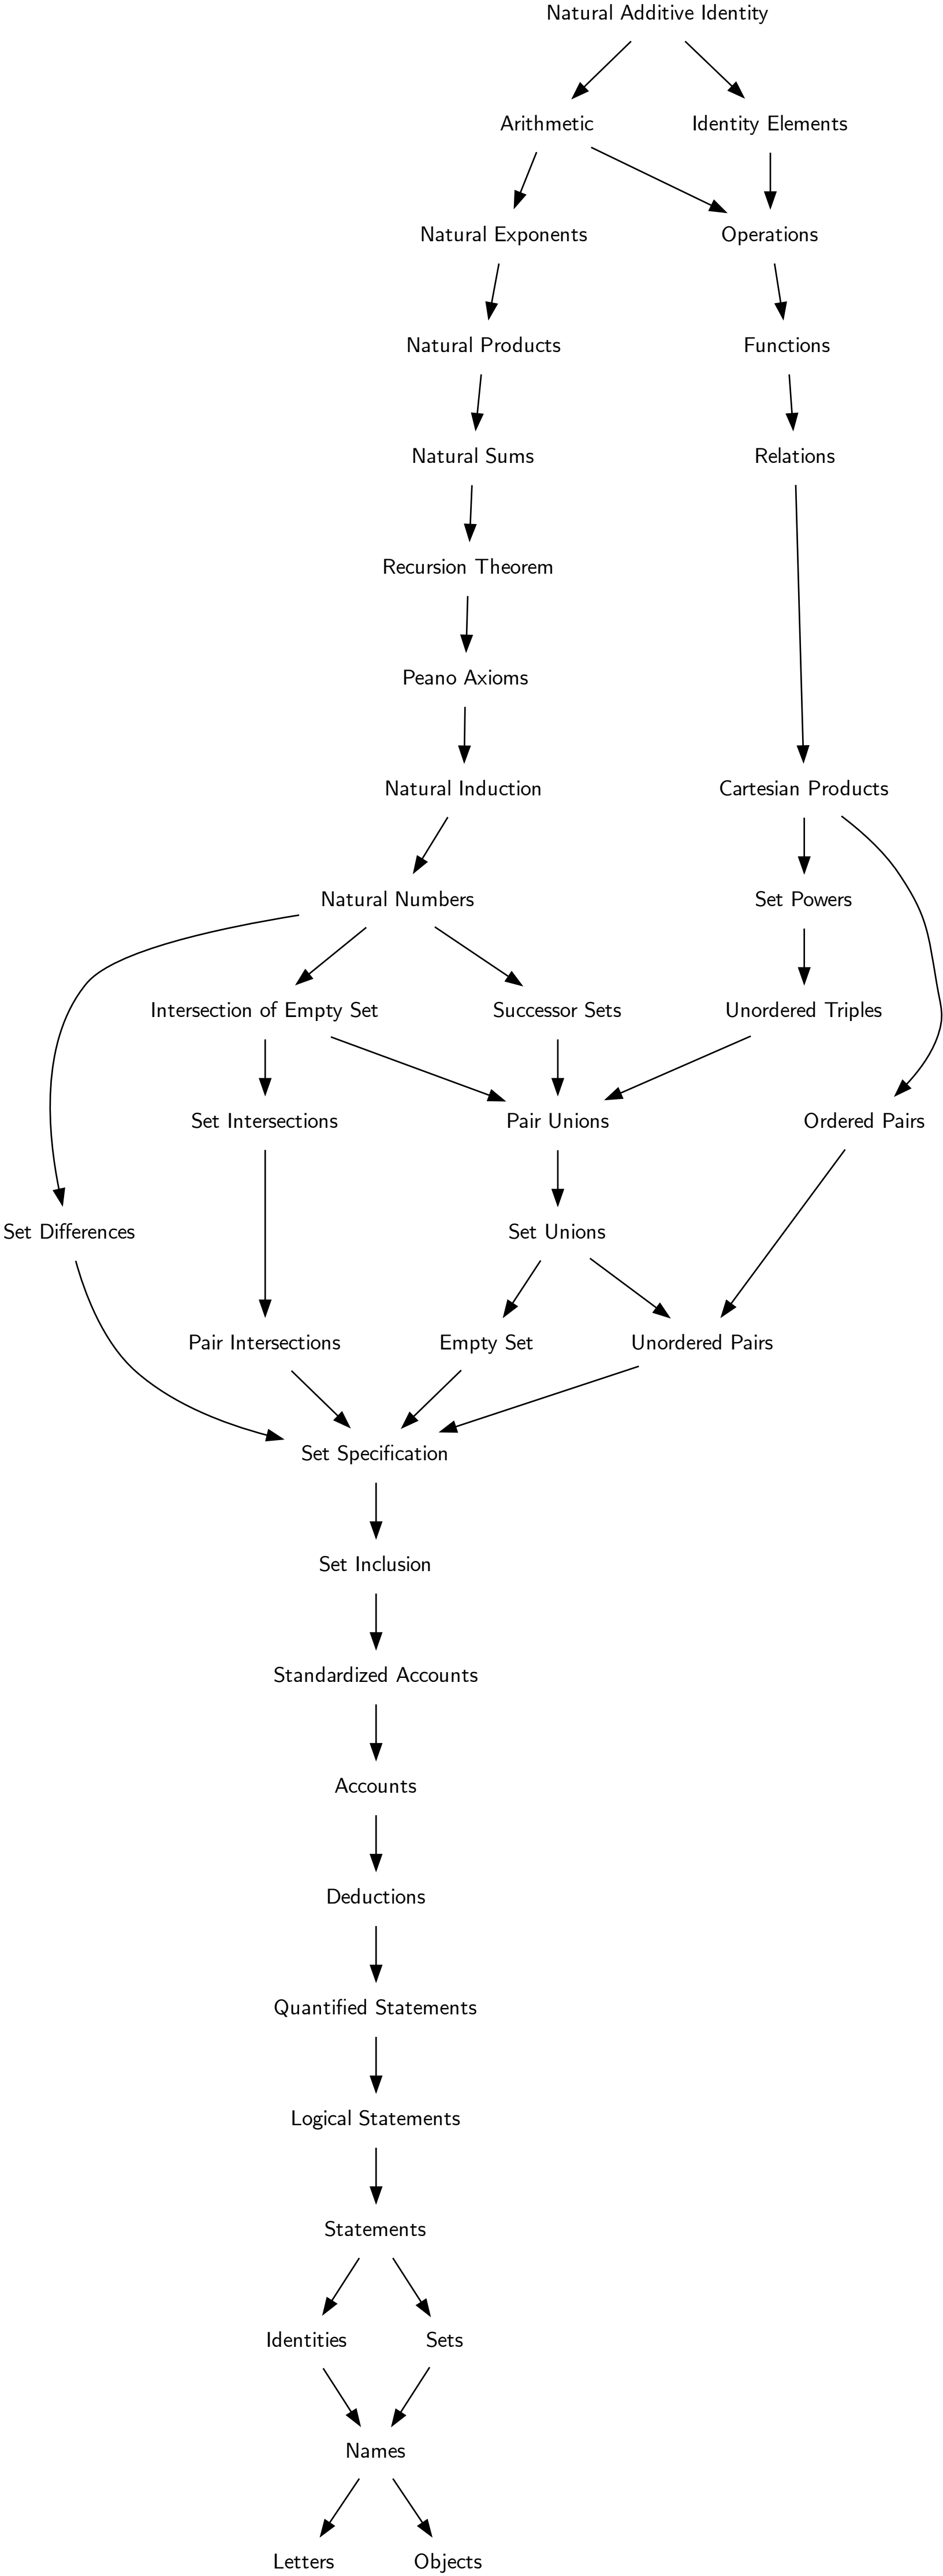 Natural Additive Identity
Arithmetic
Identity Elements
Natural Exponents
Operations
Natural Products
Functions
Natural Sums
Relations
Recursion Theorem
Peano Axioms
Natural Induction
Cartesian Products
Natural Numbers
Set Powers
Intersection of Empty Set
Successor Sets
Unordered Triples
Set Intersections
Pair Unions
Ordered Pairs
Set Differences
Set Unions
Pair Intersections
Empty Set
Unordered Pairs
Set Specification
Set Inclusion
Standardized Accounts
Accounts
Deductions
Quantified Statements
Logical Statements
Statements
Identities
Sets
Names
Letters
Objects